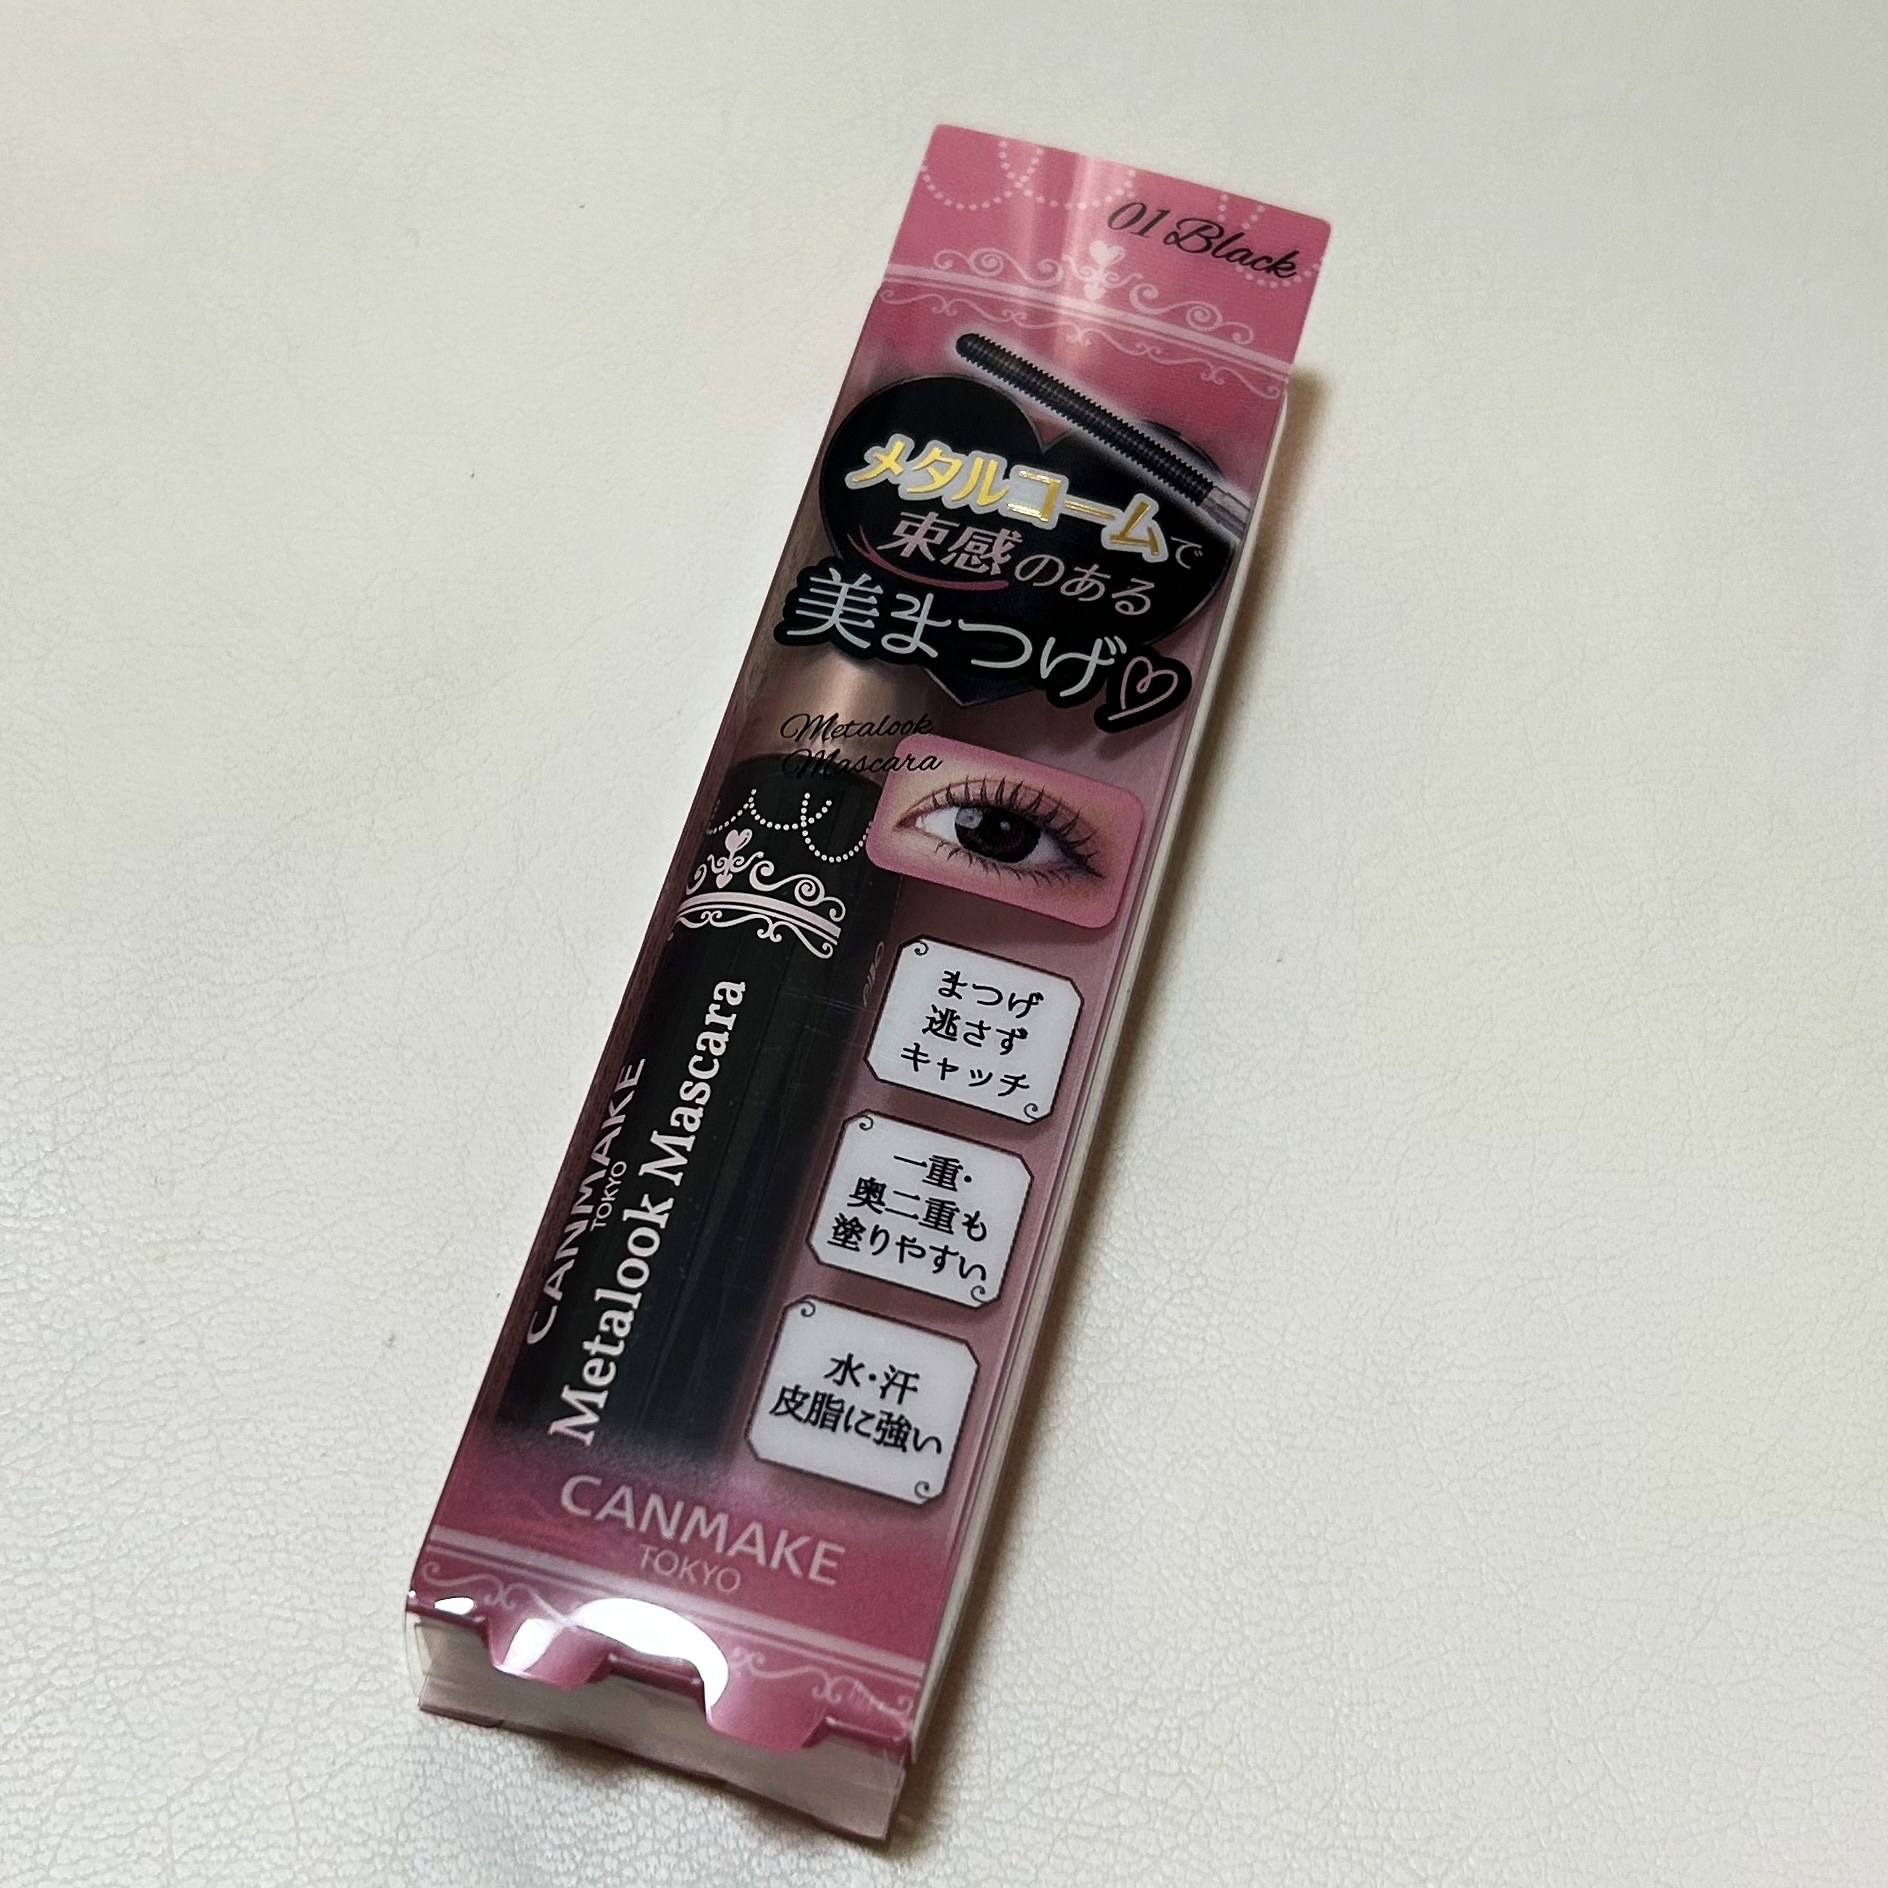 01 Black
メタルコームで
束感のある
美まつげ
Metalook
Mascara
CANMAKE
TOKYO
Metalook Mascara
まつげ
逃さず
キャッチ
一重・
奥二重も
塗りやすい
水・汗
皮脂に強い
CANMAKE
TOKYO